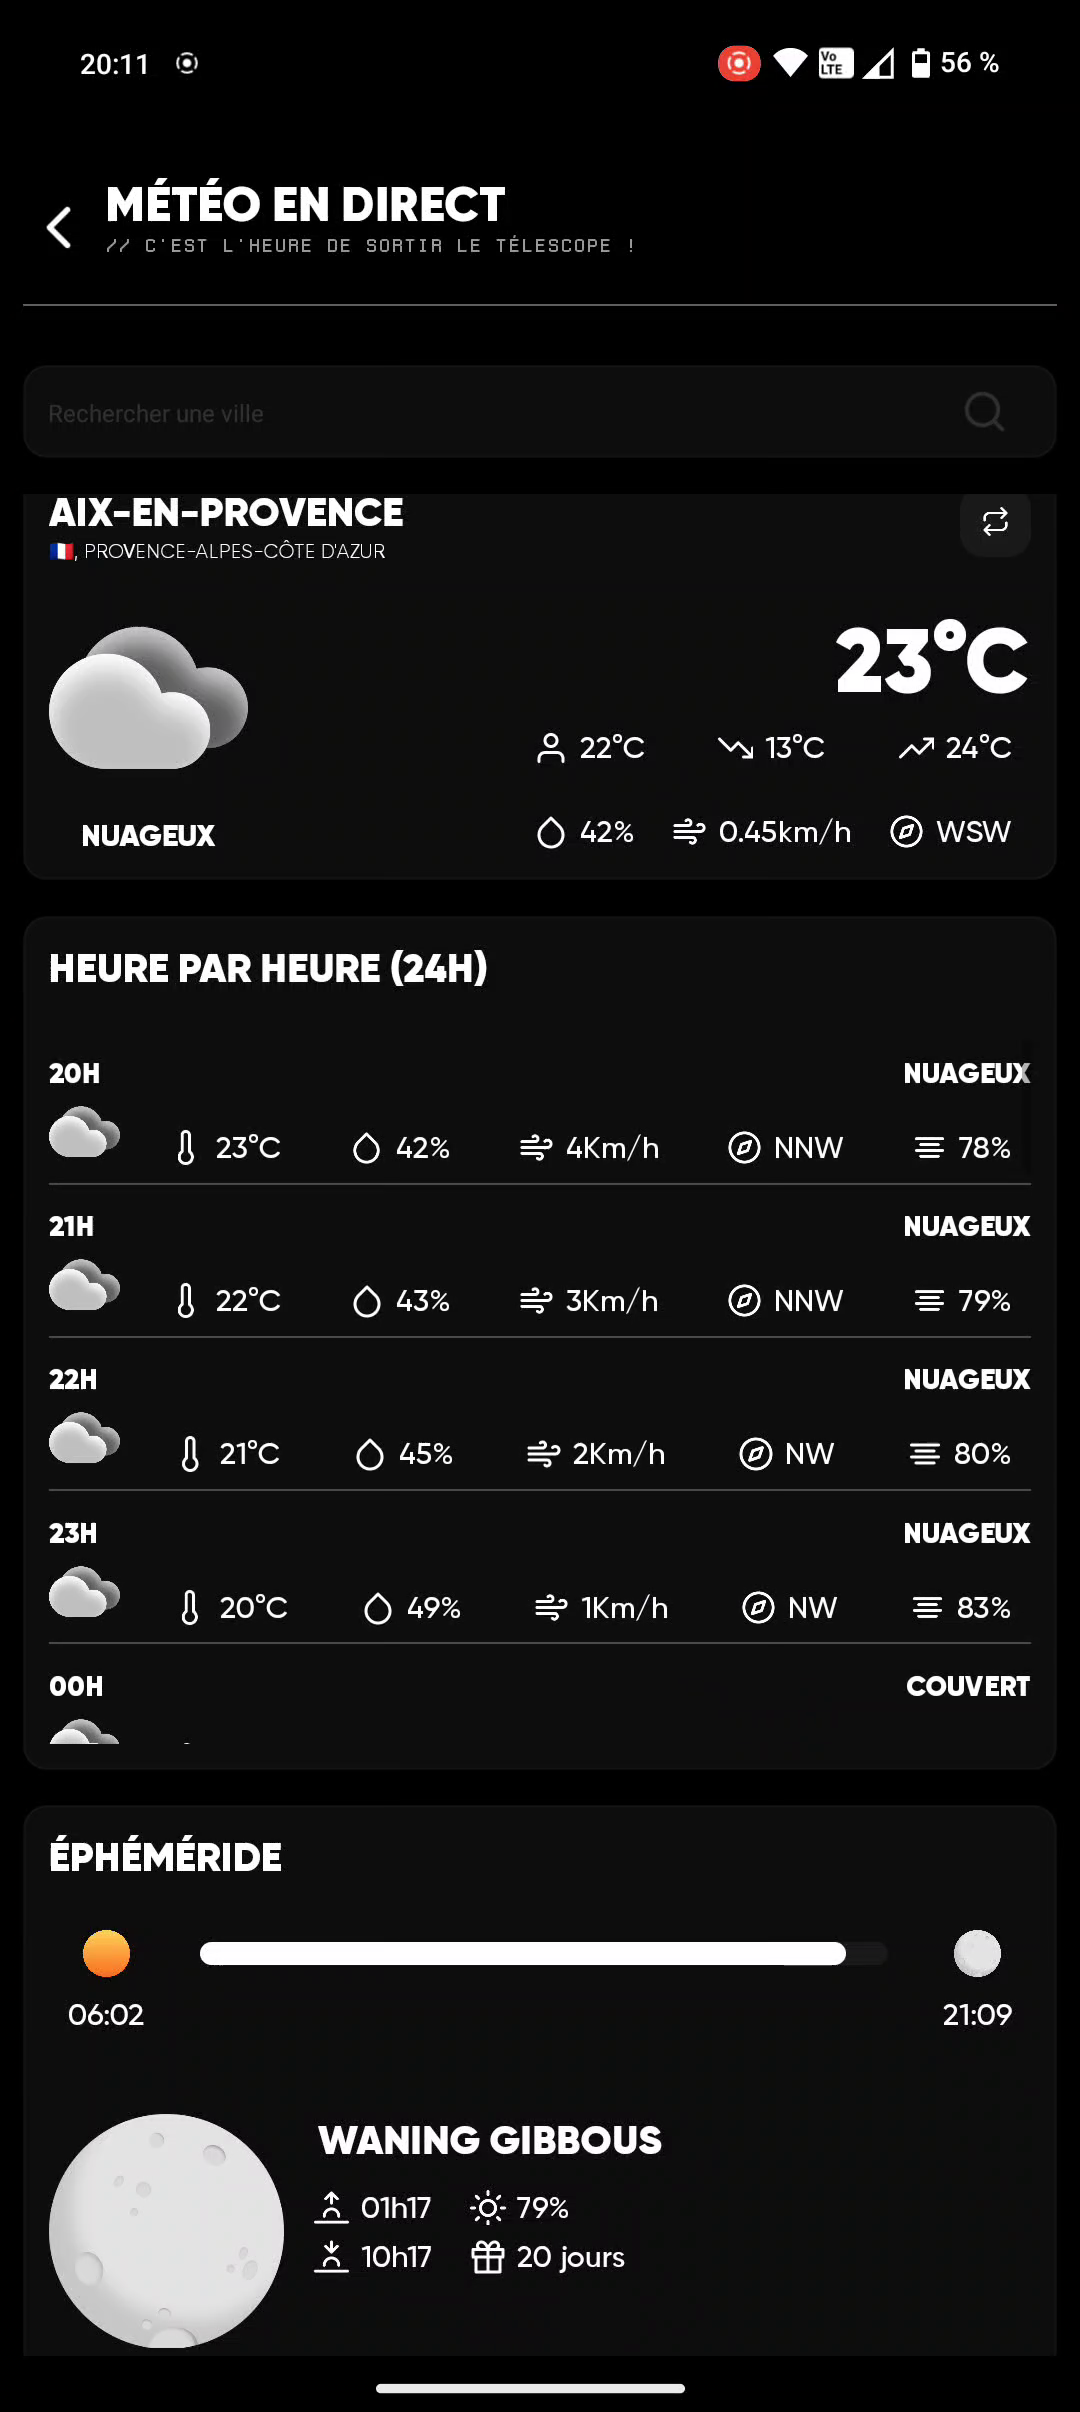 20:11
Vo LTE
56 %
MÉTÉO EN DIRECT
// C'EST L'HEURE DE SORTIR LE TÉLESCOPE !
Rechercher une ville
AIX-EN-PROVENCE
🇫🇷, PROVENCE-ALPES-CÔTE D'AZUR
23°C
22°C 13°C 24°C
NUAGEUX
42% 0.45km/h WSW
HEURE PAR HEURE (24H)
20H NUAGEUX
23°C 42% 4Km/h NNW 78%
21H NUAGEUX
22°C 43% 3Km/h NNW 79%
22H NUAGEUX
21°C 45% 2Km/h NW 80%
23H NUAGEUX
20°C 49% 1Km/h NW 83%
00H COUVERT
ÉPHÉMÉRIDE
06:02 21:09
WANING GIBBOUS
01h17 79%
10h17 20 jours